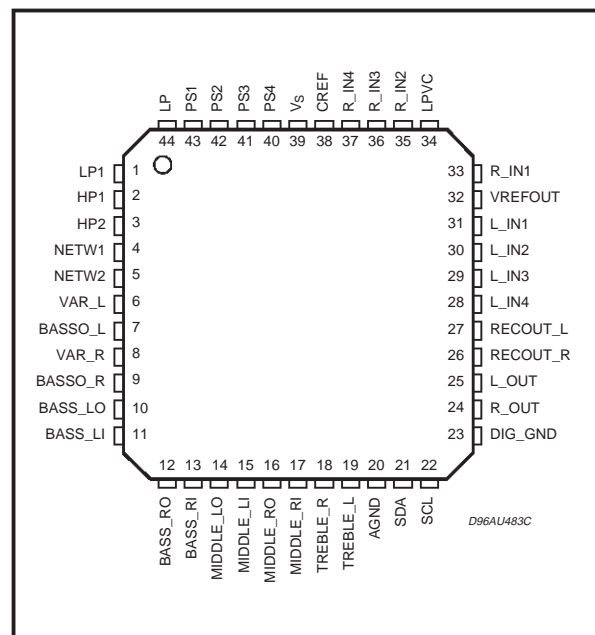 LP
PS1
PS2
PS3
PS4
Vs
CREF
R_IN4
R_IN3
R_IN2
LPVC
44 43 42 41 40 39 38 37 36 35 34
LP1 1
HP1 2
HP2 3
NETW1 4
NETW2 5
VAR_L 6
BASSO_L 7
VAR_R 8
BASSO_R 9
BASS_LO 10
BASS_LI 11
33 R_IN1
32 VREFOUT
31 L_IN1
30 L_IN2
29 L_IN3
28 L_IN4
27 RECOUT_L
26 RECOUT_R
25 L_OUT
24 R_OUT
23 DIG_GND
12 13 14 15 16 17 18 19 20 21 22
BASS_RO
BASS_RI
MIDDLE_LO
MIDDLE_LI
MIDDLE_RO
MIDDLE_RI
TREBLE_R
TREBLE_L
AGND
SDA
SCL
D96AU483C